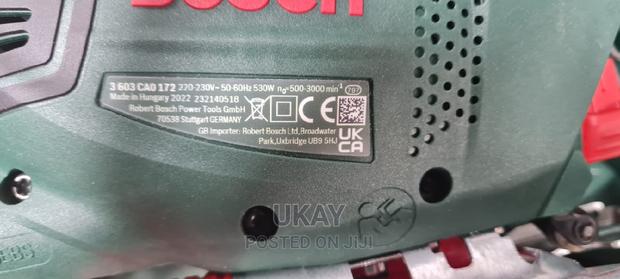 BOSCH
3 603 CA0 172 220-230V~ 50-60Hz 530W n₀=500-3000 min⁻¹ 797
Made in Hungary 2022 232140518
Robert Bosch Power Tools GmbH
70538 Stuttgart GERMANY
CE
GB Importer: Robert Bosch Ltd,Broadwater
Park,Uxbridge UB9 5HJ
UK
CA
UKAY
POSTED ON JIJI